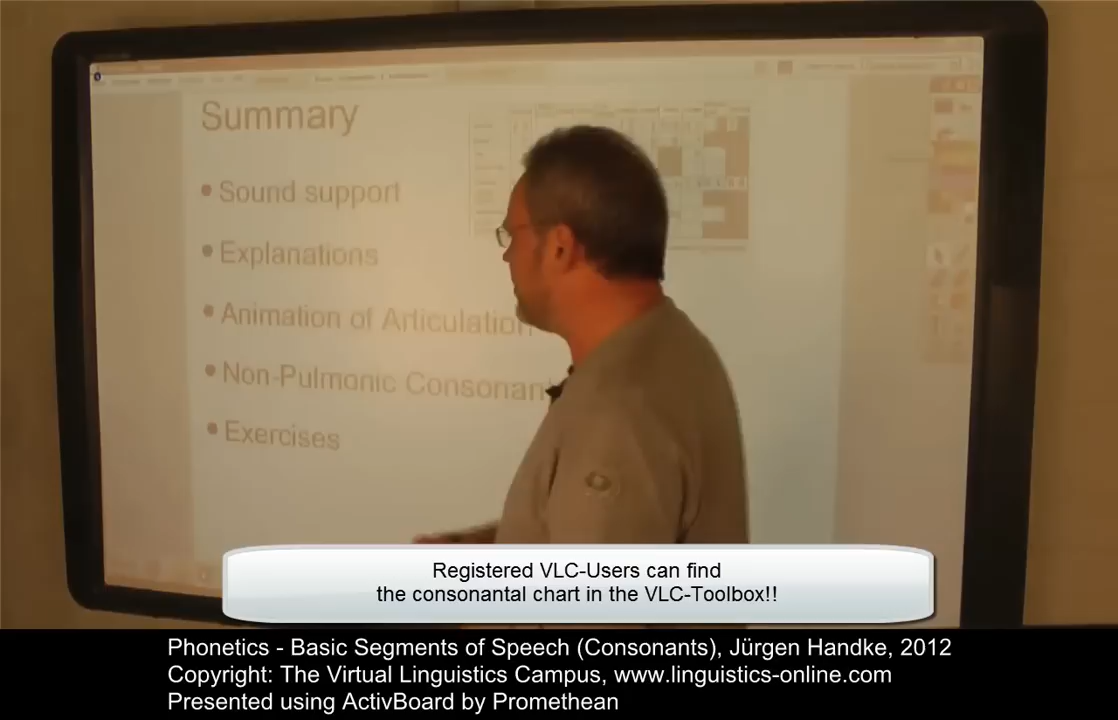 Summary
• Sound support
• Explanations
• Animation of Articulation
• Non-Pulmonic Consonant
• Exercises
Registered VLC-Users can find
the consonantal chart in the VLC-Toolbox!!
Phonetics - Basic Segments of Speech (Consonants), Jürgen Handke, 2012
Copyright: The Virtual Linguistics Campus, www.linguistics-online.com
Presented using ActivBoard by Promethean